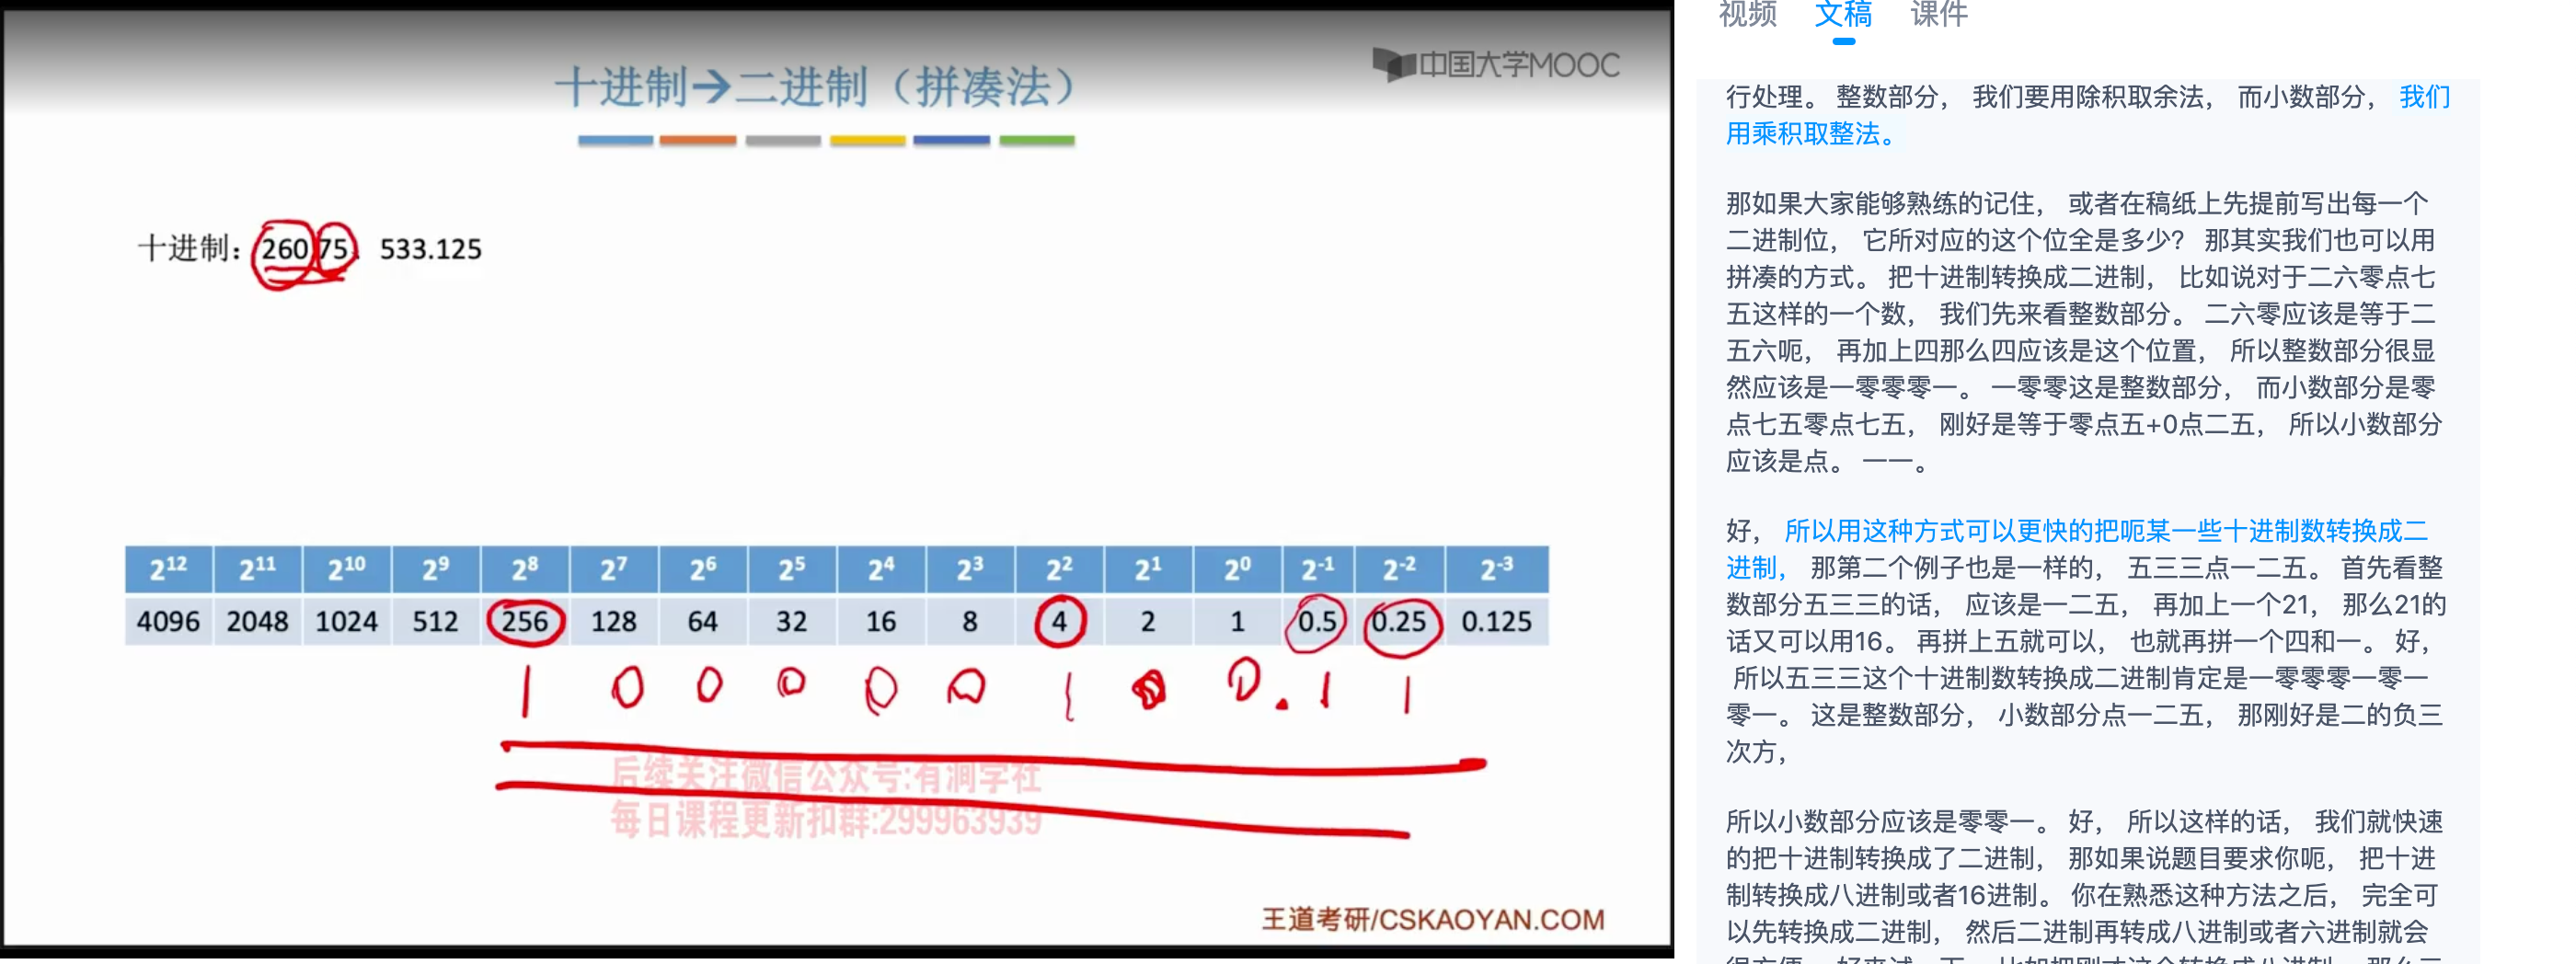 十进制→二进制（拼凑法）
中国大学MOOC
十进制：260.75、533.125
2^12 2^11 2^10 2^9 2^8 2^7 2^6 2^5 2^4 2^3 2^2 2^1 2^0 2^-1 2^-2 2^-3
4096 2048 1024 512 256 128 64 32 16 8 4 2 1 0.5 0.25 0.125
1 0 0 0 0 0 1 0 0 . 1 1
后续关注微信公众号:有涧学社
每日课程更新扣群:299963939
王道考研/CSKAOYAN.COM
视频 文稿 课件
行处理。 整数部分， 我们要用除积取余法， 而小数部分， 我们
用乘积取整法。
那如果大家能够熟练的记住， 或者在稿纸上先提前写出每一个
二进制位， 它所对应的这个位全是多少？ 那其实我们也可以用
拼凑的方式。 把十进制转换成二进制， 比如说对于二六零点七
五这样的一个数， 我们先来看整数部分。 二六零应该是等于二
五六呃， 再加上四那么四应该是这个位置， 所以整数部分很显
然应该是一零零零一。 一零零这是整数部分， 而小数部分是零
点七五零点七五， 刚好是等于零点五+0点二五， 所以小数部分
应该是点。 一一。
好， 所以用这种方式可以更快的把呃某一些十进制数转换成二
进制， 那第二个例子也是一样的， 五三三点一二五。 首先看整
数部分五三三的话， 应该是一二五， 再加上一个21， 那么21的
话又可以用16。 再拼上五就可以， 也就再拼一个四和一。 好，
所以五三三这个十进制数转换成二进制肯定是一零零零一零一
零一。 这是整数部分， 小数部分点一二五， 那刚好是二的负三
次方，
所以小数部分应该是零零一。 好， 所以这样的话， 我们就快速
的把十进制转换成了二进制， 那如果说题目要求你呃， 把十进
制转换成八进制或者16进制。 你在熟悉这种方法之后， 完全可
以先转换成二进制， 然后二进制再转成八进制或者六进制就会